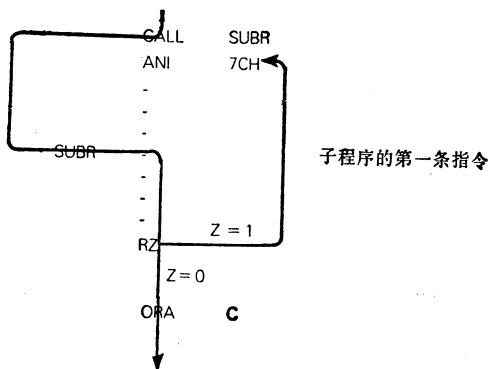 CALL SUBR
ANI 7CH
-
-
-
SUBR -
-
子程序的第一条指令
-
-
Z = 1
RZ
Z=0
ORA C